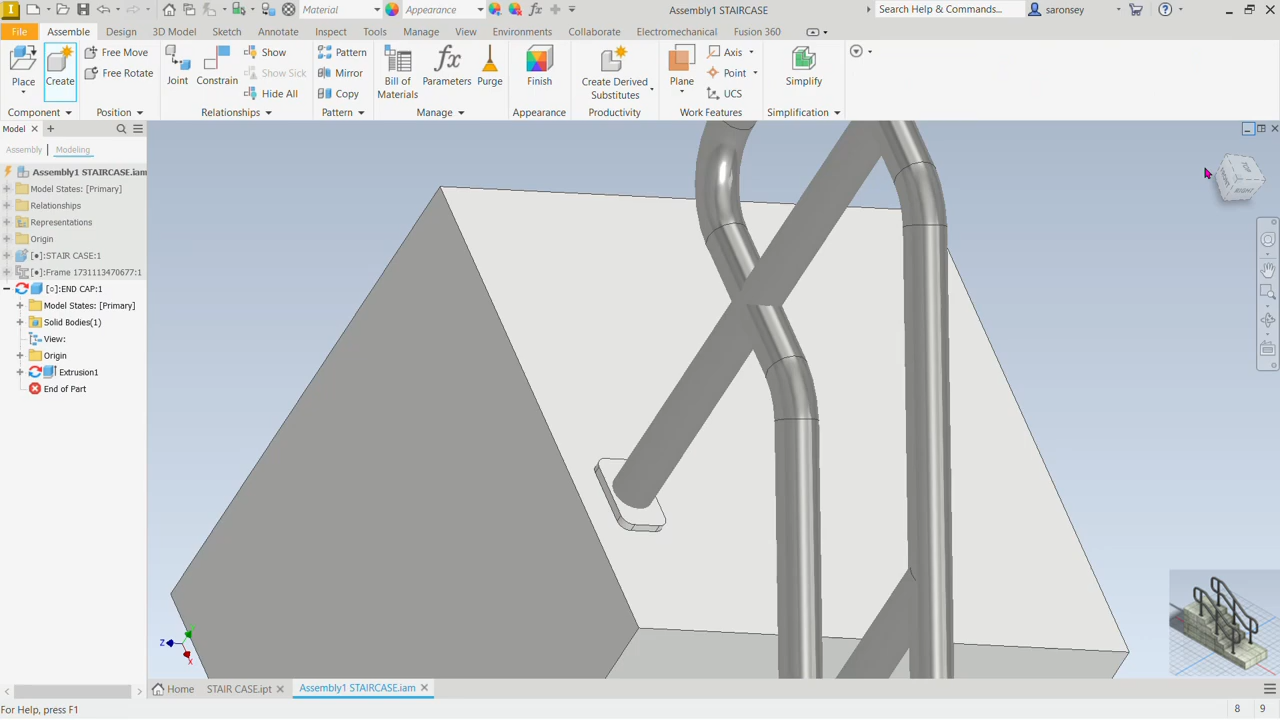 Material
Appearance
Assembly1 STAIRCASE
Search Help & Commands...
saronsey
File
Assemble
Design
3D Model
Sketch
Annotate
Inspect
Tools
Manage
View
Environments
Collaborate
Electromechanical
Fusion 360
Place
Create
Free Move
Free Rotate
Joint
Constrain
Show
Show Sick
Hide All
Pattern
Mirror
Copy
Bill of
Materials
Parameters
Purge
Finish
Create Derived
Substitutes
Plane
Axis
Point
UCS
Simplify
Component
Position
Relationships
Pattern
Manage
Appearance
Productivity
Work Features
Simplification
Model
Assembly
Modeling
Assembly1 STAIRCASE.iam
Model States: [Primary]
Relationships
Representations
Origin
[●]:STAIR CASE:1
[●]:Frame 1731113470677:1
[○]:END CAP:1
Model States: [Primary]
Solid Bodies(1)
View:
Origin
Extrusion1
End of Part
TOP
RIGHT
Z
X
Home
STAIR CASE.ipt
Assembly1 STAIRCASE.iam
For Help, press F1
8
9